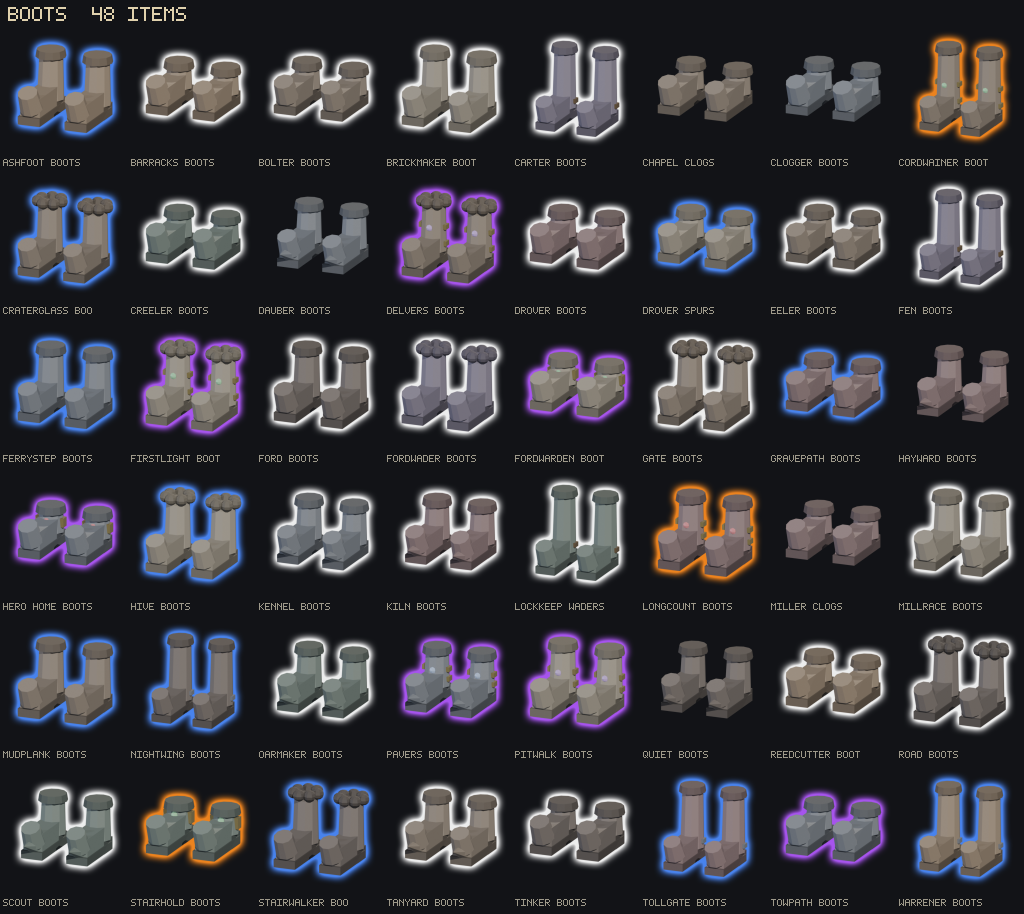 BOOTS  48 ITEMS
ASHFOOT BOOTS  BARRACKS BOOTS  BOLTER BOOTS  BRICKMAKER BOOT  CARTER BOOTS  CHAPEL CLOGS  CLOGGER BOOTS  CORDWAINER BOOT
CRATERGLASS BOO  CREELER BOOTS  DAUBER BOOTS  DELVERS BOOTS  DROVER BOOTS  DROVER SPURS  EELER BOOTS  FEN BOOTS
FERRYSTEP BOOTS  FIRSTLIGHT BOOT  FORD BOOTS  FORDWADER BOOTS  FORDWARDEN BOOT  GATE BOOTS  GRAVEPATH BOOTS  HAYWARD BOOTS
HERO HOME BOOTS  HIVE BOOTS  KENNEL BOOTS  KILN BOOTS  LOCKKEEP WADERS  LONGCOUNT BOOTS  MILLER CLOGS  MILLRACE BOOTS
MUDPLANK BOOTS  NIGHTWING BOOTS  OARMAKER BOOTS  PAVERS BOOTS  PITWALK BOOTS  QUIET BOOTS  REEDCUTTER BOOT  ROAD BOOTS
SCOUT BOOTS  STAIRHOLD BOOTS  STAIRWALKER BOO  TANYARD BOOTS  TINKER BOOTS  TOLLGATE BOOTS  TOWPATH BOOTS  WARRENER BOOTS